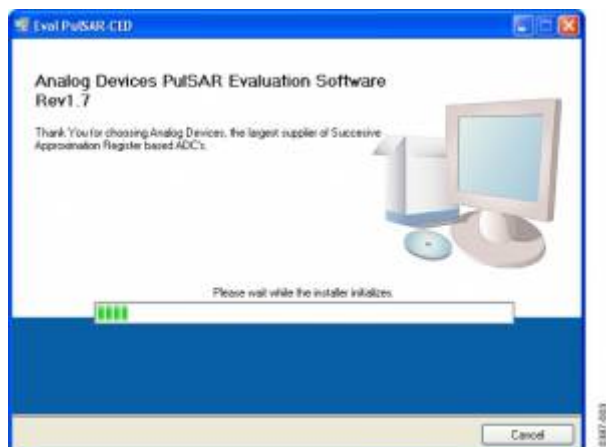 Eval PulSAR-CED
Analog Devices PulSAR Evaluation Software
Rev1.7
Thank You for choosing Analog Devices, the largest supplier of Succesive
Approximation Register based ADC's.
Please wait while the installer initializes.
Cancel